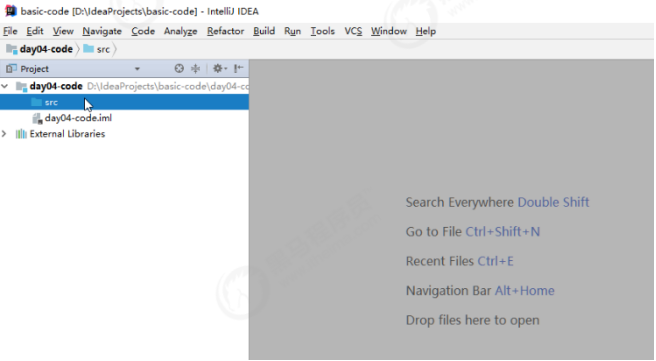 basic-code [D:\IdeaProjects\basic-code] - IntelliJ IDEA
File Edit View Navigate Code Analyze Refactor Build Run Tools VCS Window Help
day04-code src
Project
day04-code D:\IdeaProjects\basic-code\day04-cc
src
day04-code.iml
External Libraries
Search Everywhere Double Shift
Go to File Ctrl+Shift+N
Recent Files Ctrl+E
Navigation Bar Alt+Home
Drop files here to open